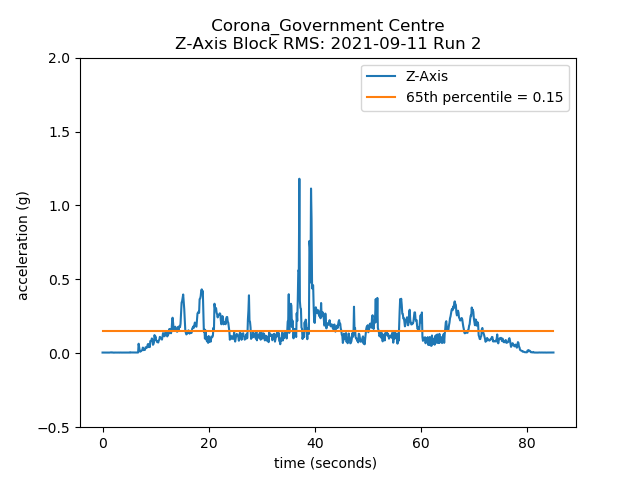 Corona_Government Centre
Z-Axis Block RMS: 2021-09-11 Run 2
Z-Axis
65th percentile = 0.15
2.0
1.5
1.0
0.5
0.0
−0.5
acceleration (g)
0 20 40 60 80
time (seconds)